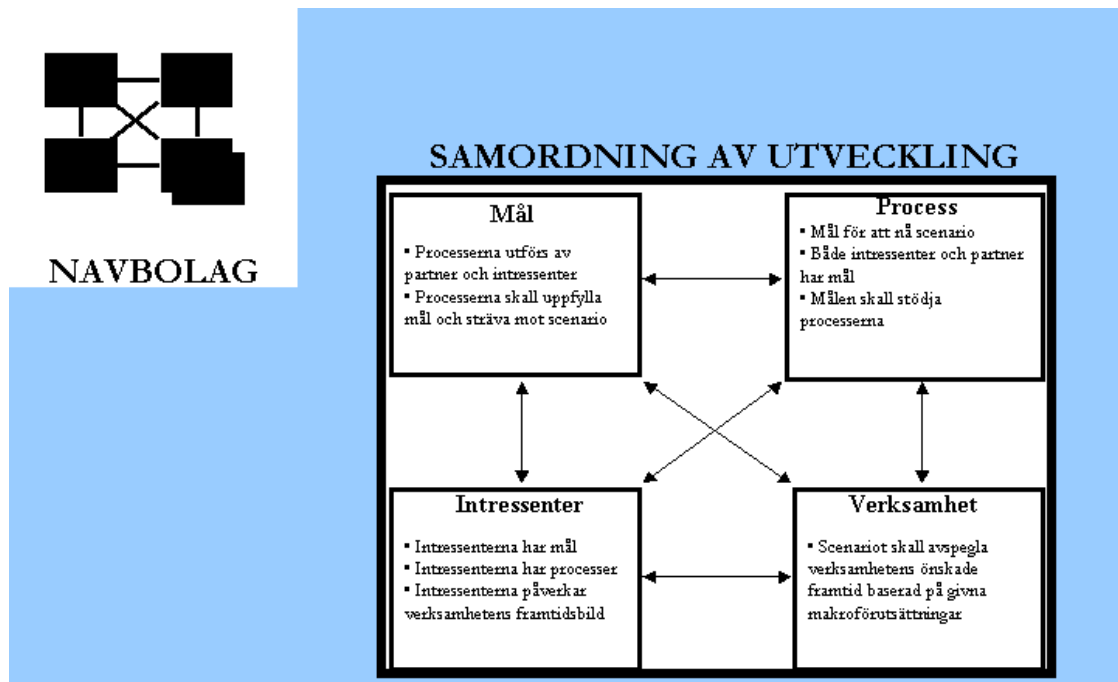 NAVBOLAG
SAMORDNING AV UTVECKLING
Mål
▪ Processerna utförs av
partner och intressenter
▪ Processerna skall uppfylla
mål och sträva mot scenario
Process
▪ Mål för att nå scenario
▪ Både intressenter och partner
har mål
▪ Målen skall stödja
processerna
Intressenter
▪ Intressenterna har mål
▪ Intressenterna har processer
▪ Intressenterna påverkar
verksamhetens framtidsbild
Verksamhet
▪ Scenariot skall avspegla
verksamhetens önskade
framtid baserad på givna
makroförutsättningar